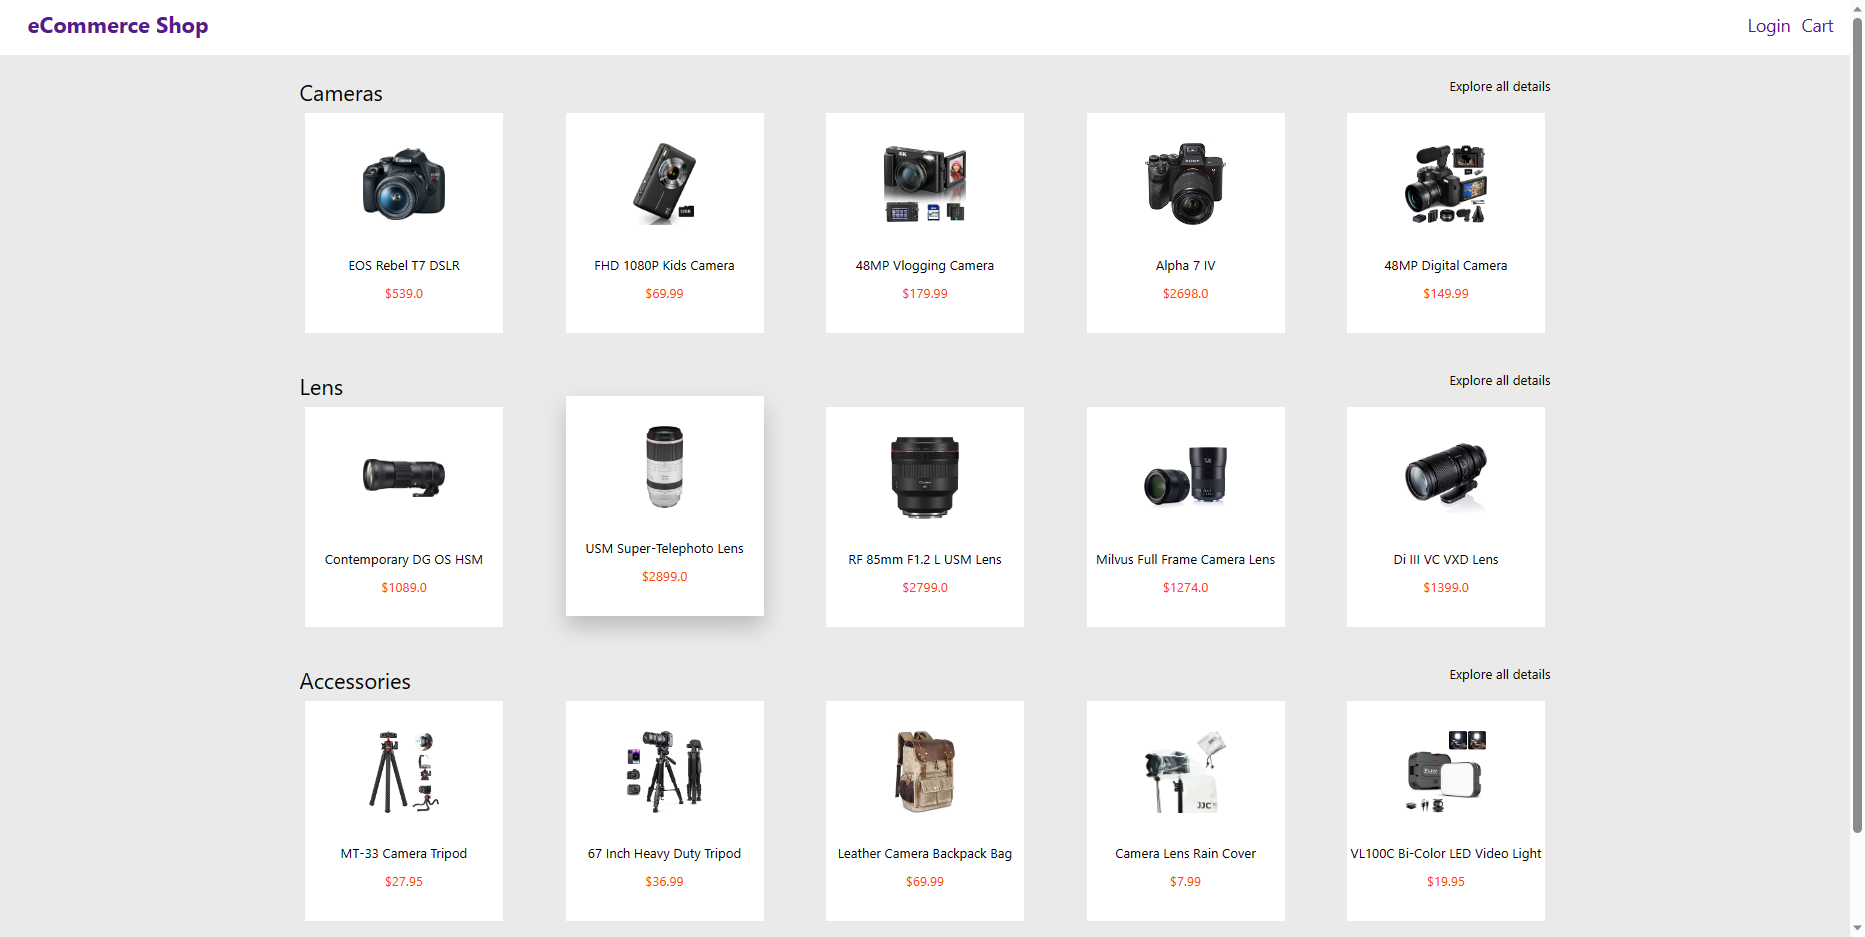 eCommerce Shop
Login Cart
Cameras
Explore all details
EOS Rebel T7 DSLR
$539.0
FHD 1080P Kids Camera
$69.99
4K
48MP Vlogging Camera
$179.99
SONY
Alpha 7 IV
$2698.0
48MP Digital Camera
$149.99
Lens
Explore all details
Contemporary DG OS HSM
$1089.0
USM Super-Telephoto Lens
$2899.0
RF 85mm F1.2 L USM Lens
$2799.0
Milvus Full Frame Camera Lens
$1274.0
Di III VC VXD Lens
$1399.0
Accessories
Explore all details
MT-33 Camera Tripod
$27.95
67 Inch Heavy Duty Tripod
$36.99
Leather Camera Backpack Bag
$69.99
JJC
Camera Lens Rain Cover
$7.99
VL100C Bi-Color LED Video Light
$19.95